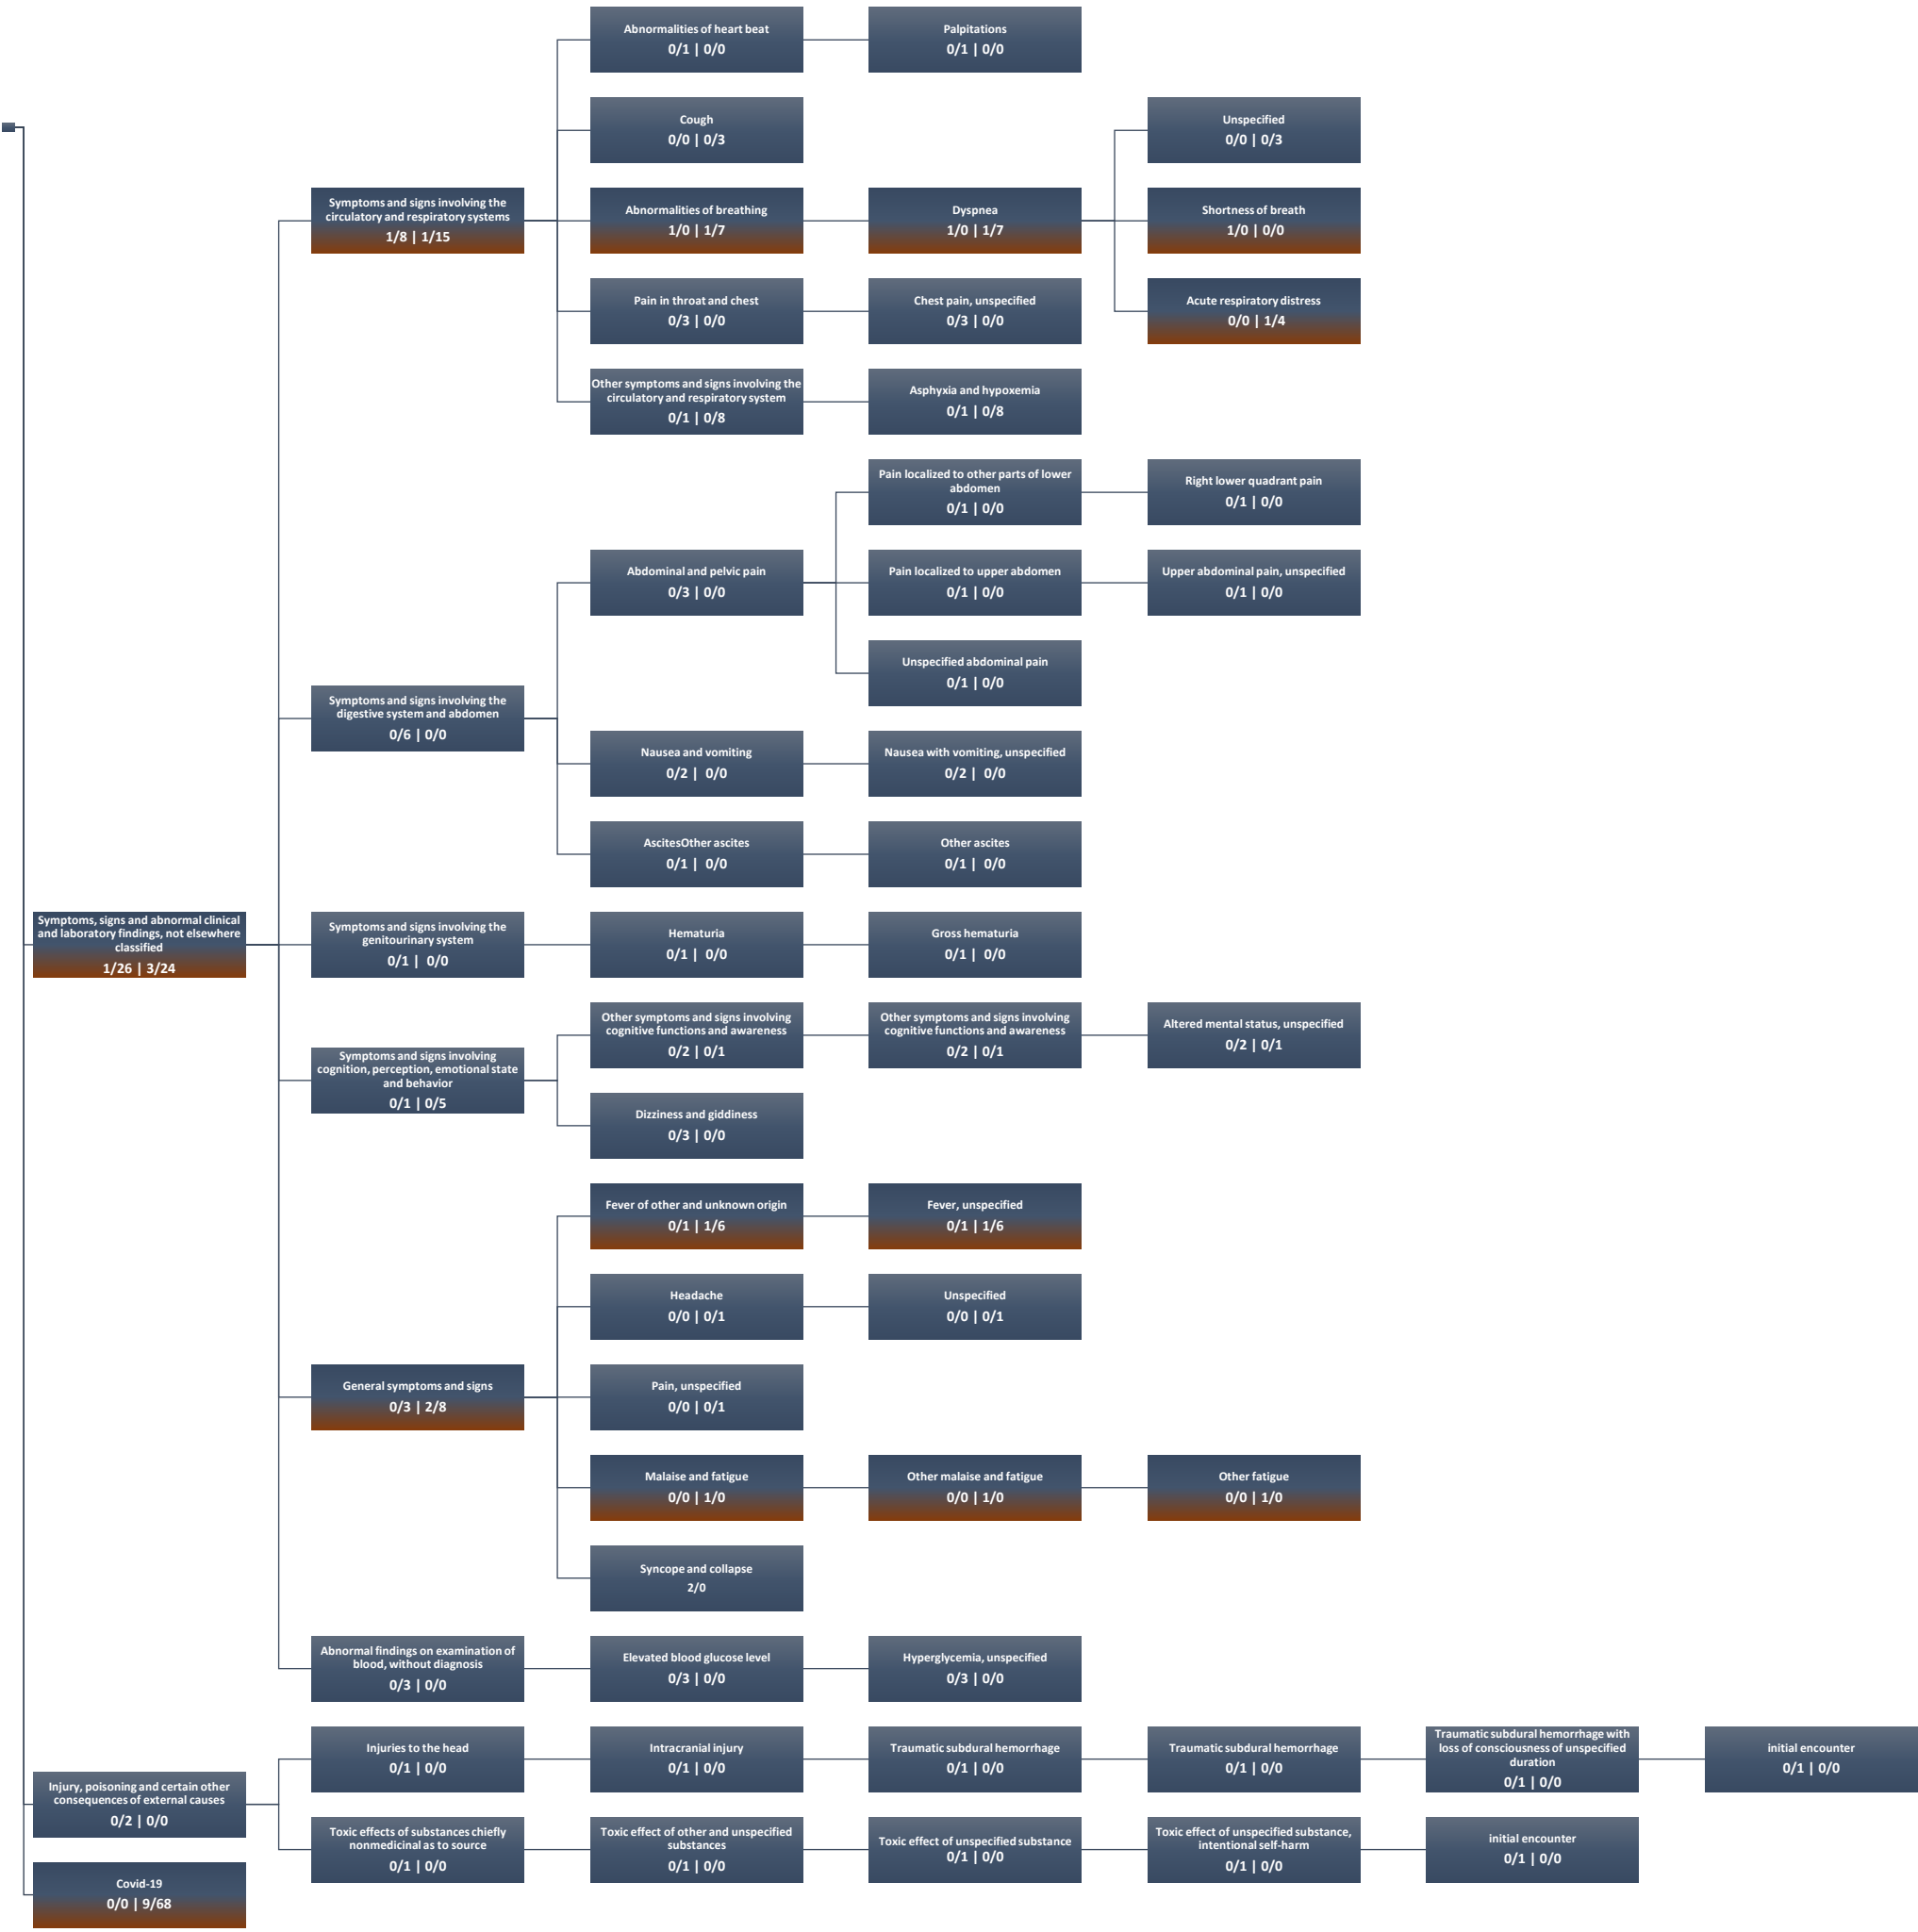 Abnormalities of heart beat
0/1 | 0/0
Palpitations
0/1 | 0/0
Cough
0/0 | 0/3
Unspecified
0/0 | 0/3
Symptoms and signs involving the
circulatory and respiratory systems
1/8 | 1/15
Abnormalities of breathing
1/0 | 1/7
Dyspnea
1/0 | 1/7
Shortness of breath
1/0 | 0/0
Pain in throat and chest
0/3 | 0/0
Chest pain, unspecified
0/3 | 0/0
Acute respiratory distress
0/0 | 1/4
Other symptoms and signs involving the
circulatory and respiratory system
0/1 | 0/8
Asphyxia and hypoxemia
0/1 | 0/8
Pain localized to other parts of lower
abdomen
0/1 | 0/0
Right lower quadrant pain
0/1 | 0/0
Abdominal and pelvic pain
0/3 | 0/0
Pain localized to upper abdomen
0/1 | 0/0
Upper abdominal pain, unspecified
0/1 | 0/0
Unspecified abdominal pain
0/1 | 0/0
Symptoms and signs involving the
digestive system and abdomen
0/6 | 0/0
Nausea and vomiting
0/2 | 0/0
Nausea with vomiting, unspecified
0/2 | 0/0
AscitesOther ascites
0/1 | 0/0
Other ascites
0/1 | 0/0
Symptoms, signs and abnormal clinical
and laboratory findings, not elsewhere
classified
1/26 | 3/24
Symptoms and signs involving the
genitourinary system
0/1 | 0/0
Hematuria
0/1 | 0/0
Gross hematuria
0/1 | 0/0
Other symptoms and signs involving
cognitive functions and awareness
0/2 | 0/1
Other symptoms and signs involving
cognitive functions and awareness
0/2 | 0/1
Altered mental status, unspecified
0/2 | 0/1
Symptoms and signs involving
cognition, perception, emotional state
and behavior
0/1 | 0/5
Dizziness and giddiness
0/3 | 0/0
Fever of other and unknown origin
0/1 | 1/6
Fever, unspecified
0/1 | 1/6
Headache
0/0 | 0/1
Unspecified
0/0 | 0/1
General symptoms and signs
0/3 | 2/8
Pain, unspecified
0/0 | 0/1
Malaise and fatigue
0/0 | 1/0
Other malaise and fatigue
0/0 | 1/0
Other fatigue
0/0 | 1/0
Syncope and collapse
2/0
Abnormal findings on examination of
blood, without diagnosis
0/3 | 0/0
Elevated blood glucose level
0/3 | 0/0
Hyperglycemia, unspecified
0/3 | 0/0
Injuries to the head
0/1 | 0/0
Intracranial injury
0/1 | 0/0
Traumatic subdural hemorrhage
0/1 | 0/0
Traumatic subdural hemorrhage
0/1 | 0/0
Traumatic subdural hemorrhage with
loss of consciousness of unspecified
duration
0/1 | 0/0
initial encounter
0/1 | 0/0
Injury, poisoning and certain other
consequences of external causes
0/2 | 0/0
Toxic effects of substances chiefly
nonmedicinal as to source
0/1 | 0/0
Toxic effect of other and unspecified
substances
0/1 | 0/0
Toxic effect of unspecified substance
0/1 | 0/0
Toxic effect of unspecified substance,
intentional self-harm
0/1 | 0/0
initial encounter
0/1 | 0/0
Covid-19
0/0 | 9/68